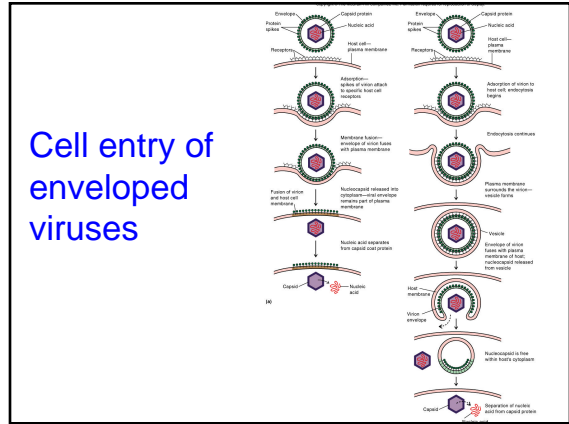 Cell entry of
enveloped
viruses
Envelope
Capsid protein
Protein
spikes
Nucleic acid
Receptors
Host cell—
plasma membrane
Adsorption—
spikes of virion attach
to specific host cell
receptors
Membrane fusion—
envelope of virion fuses
with plasma membrane
Fusion of virion
and host cell
membrane
Nucleocapsid released into
cytoplasm—viral envelope
remains part of plasma
membrane
Nucleic acid separates
from capsid coat protein
Capsid
Nucleic
acid
(a)
Envelope
Capsid protein
Protein
spikes
Nucleic acid
Receptors
Host cell—
plasma
membrane
Adsorption of virion to
host cell; endocytosis
begins
Endocytosis continues
Plasma membrane
surrounds the virion—
vesicle forms
Vesicle
Envelope of virion
fuses with plasma
membrane of host;
nucleocapsid released
from vesicle
Host
membrane
Virion
envelope
Nucleocapsid is free
within host's cytoplasm
Capsid
Separation of nucleic
acid from capsid protein